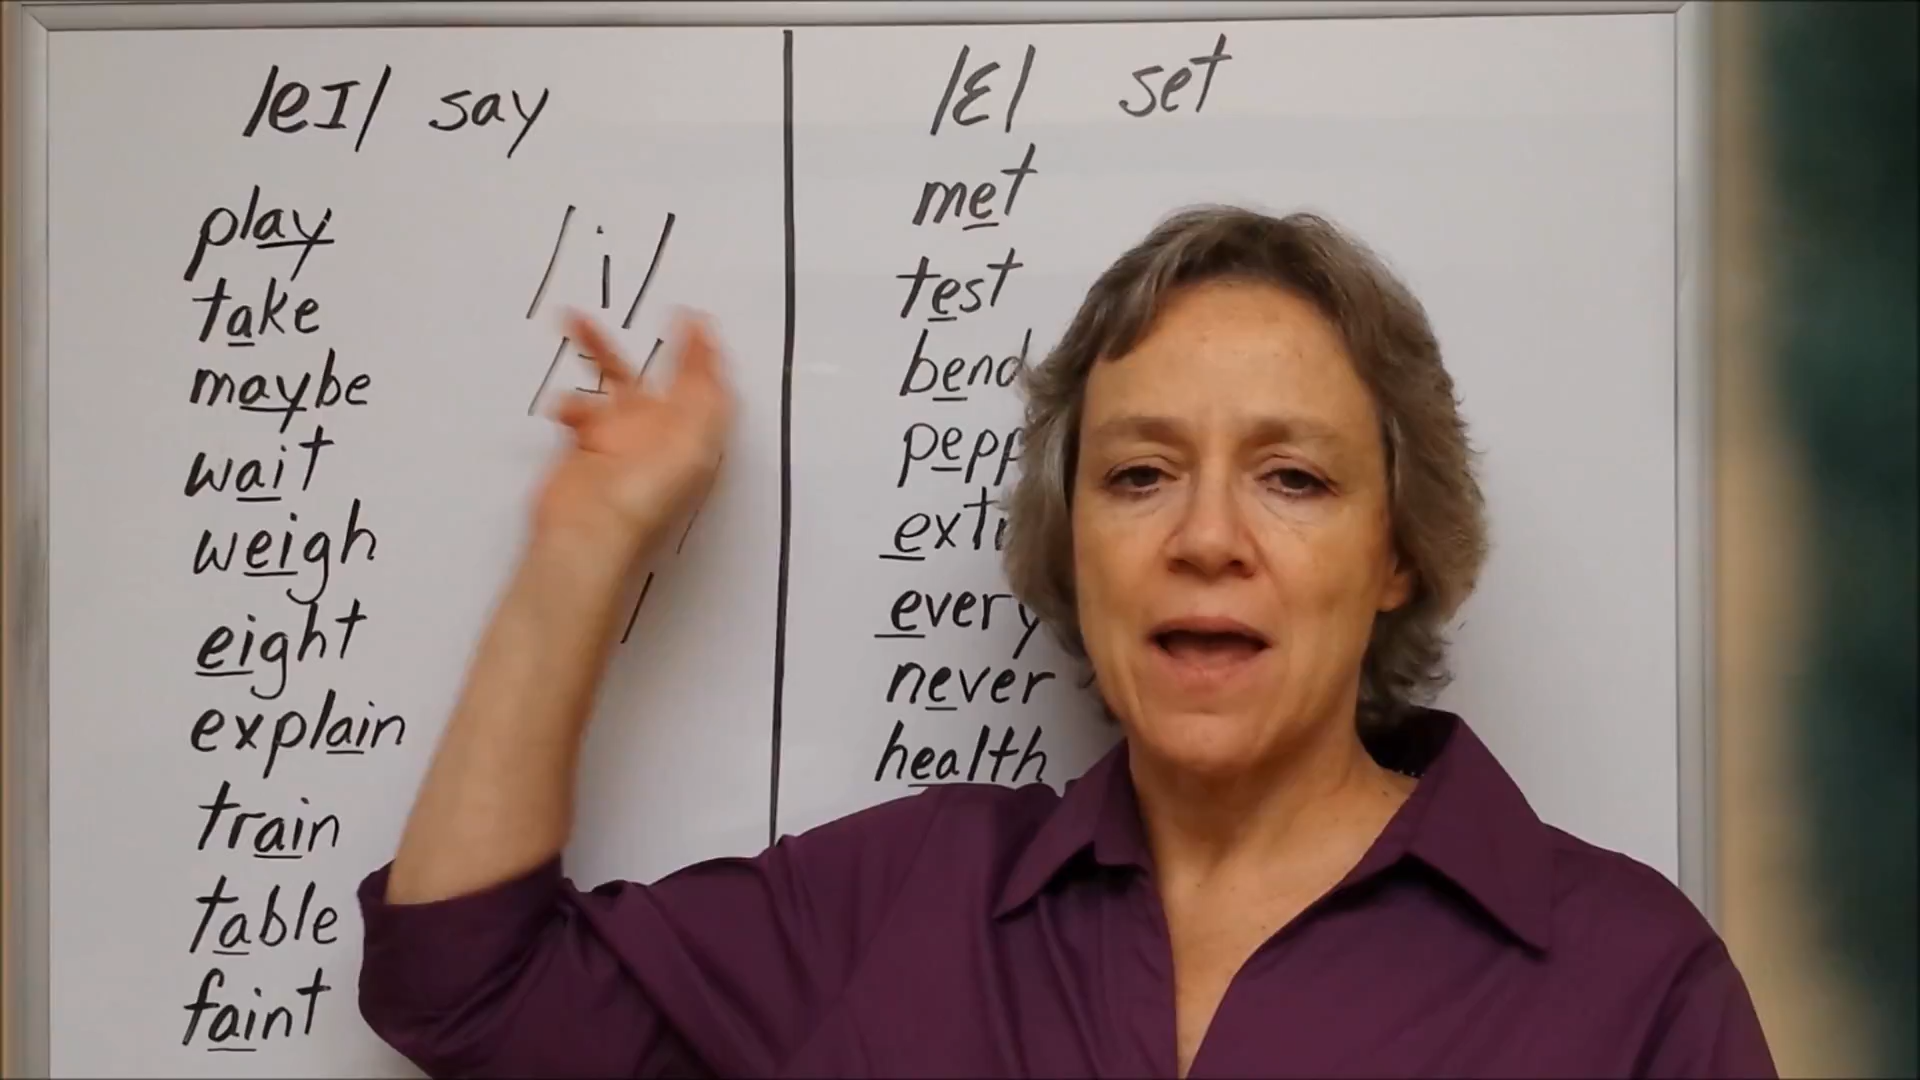 /eɪ/ say
play
take
maybe
wait
weigh
eight
explain
train
table
faint
/i/
/ɪ/
/ɛ/ set
met
test
bend
every
never
health